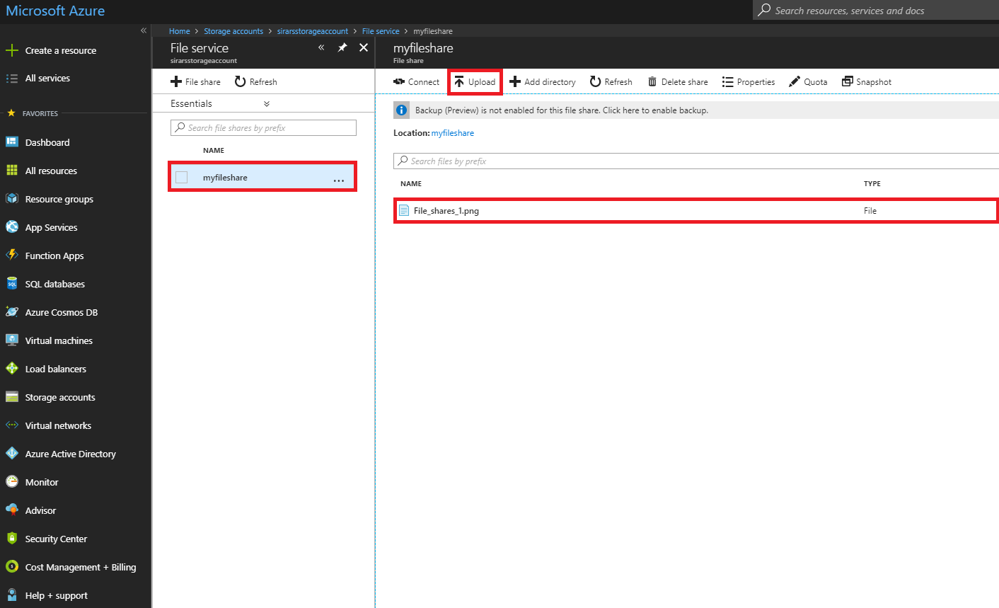 Microsoft Azure
Search resources, services and docs
Create a resource
All services
FAVORITES
Dashboard
All resources
Resource groups
App Services
Function Apps
SQL databases
Azure Cosmos DB
Virtual machines
Load balancers
Storage accounts
Virtual networks
Azure Active Directory
Monitor
Advisor
Security Center
Cost Management + Billing
Help + support
Home > Storage accounts > sirarsstorageaccount > File service > myfileshare
File service
sirarsstorageaccount
File share Refresh
Essentials
Search file shares by prefix
NAME
myfileshare ...
myfileshare
File share
Connect Upload Add directory Refresh Delete share Properties Quota Snapshot
Backup (Preview) is not enabled for this file share. Click here to enable backup.
Location: myfileshare
Search files by prefix
NAME TYPE
File_shares_1.png File